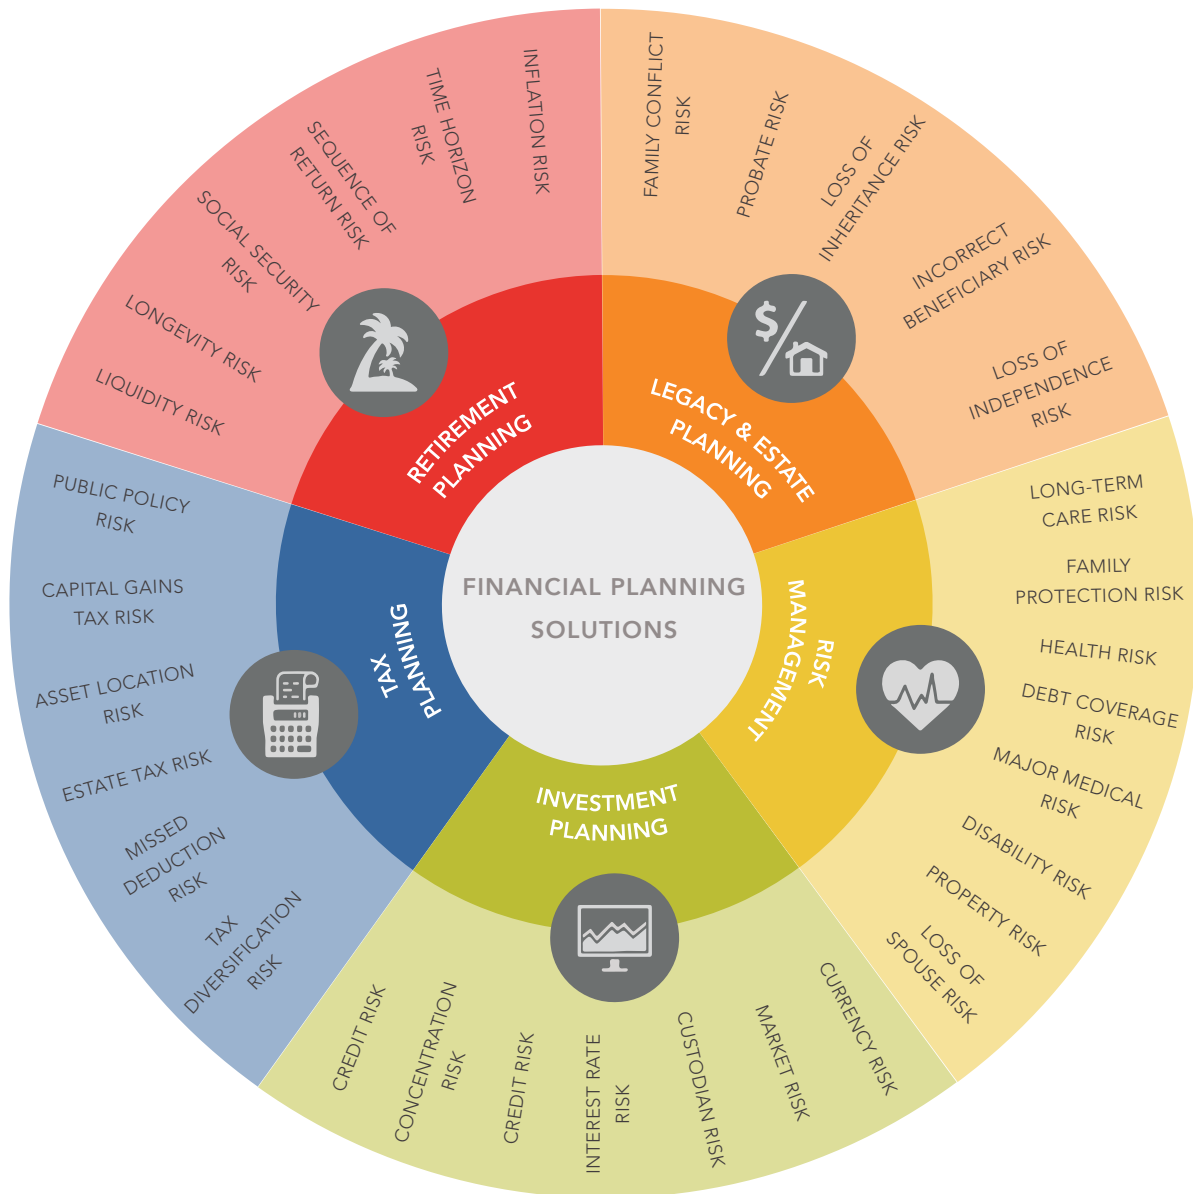 FINANCIAL PLANNING
SOLUTIONS
RETIREMENT
PLANNING
LIQUIDITY RISK
LONGEVITY RISK
SOCIAL SECURITY
RISK
SEQUENCE OF
RETURN RISK
TIME HORIZON
RISK
INFLATION RISK
LEGACY & ESTATE
PLANNING
$
FAMILY CONFLICT
RISK
PROBATE RISK
LOSS OF
INHERITANCE RISK
INCORRECT
BENEFICIARY RISK
LOSS OF
INDEPENDENCE
RISK
RISK
MANAGEMENT
LONG-TERM
CARE RISK
FAMILY
PROTECTION RISK
HEALTH RISK
DEBT COVERAGE
RISK
MAJOR MEDICAL
RISK
DISABILITY RISK
PROPERTY RISK
LOSS OF
SPOUSE RISK
INVESTMENT
PLANNING
CREDIT RISK
CONCENTRATION
RISK
CREDIT RISK
INTEREST RATE
RISK
CUSTODIAN RISK
MARKET RISK
CURRENCY RISK
TAX
PLANNING
PUBLIC POLICY
RISK
CAPITAL GAINS
TAX RISK
ASSET LOCATION
RISK
ESTATE TAX RISK
MISSED
DEDUCTION
RISK
TAX
DIVERSIFICATION
RISK